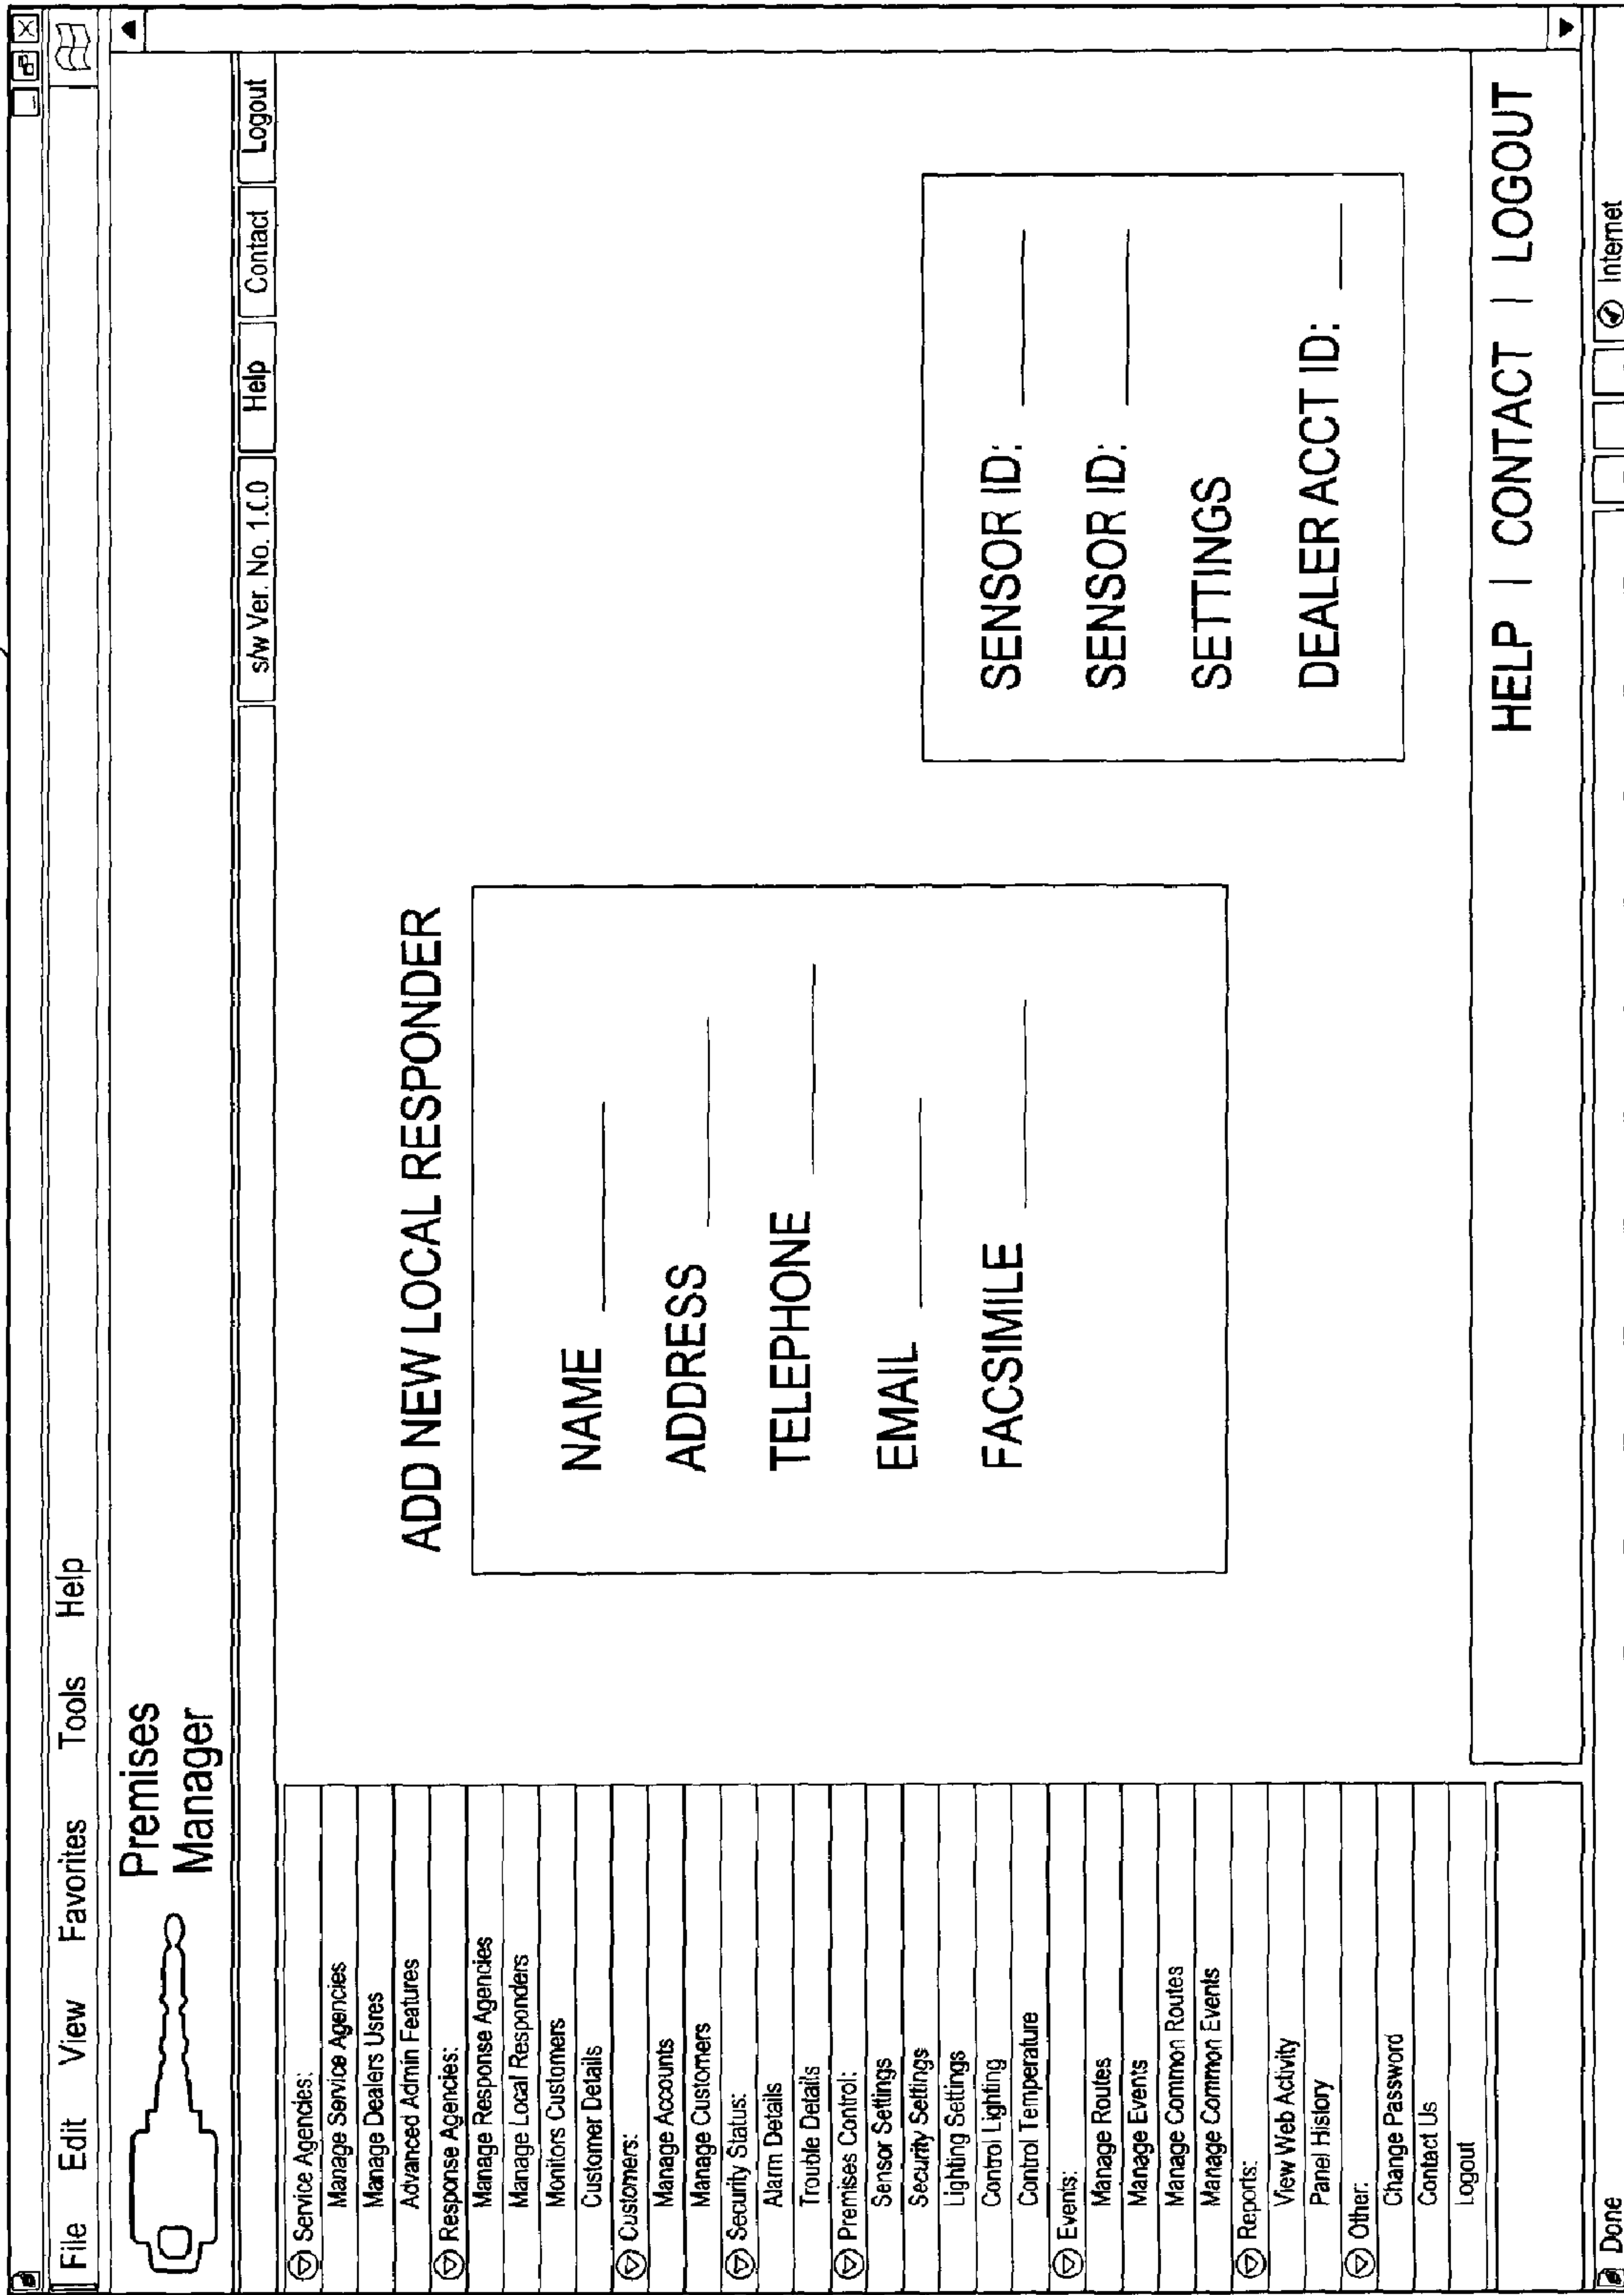 File Edit View Favorites Tools Help
Premises
Manager
s/w Ver. No. 1.0.0 Help Contact Logout
Service Agencies:
Manage Service Agencies
Manage Dealers Usres
Advanced Admin Features
Response Agencies:
Manage Response Agencies
Manage Local Responders
Monitors Customers
Customer Details
Customers:
Manage Accounts
Manage Customers
Security Status:
Alarm Details
Trouble Details
Premises Control:
Sensor Settings
Security Settings
Lighting Settings
Control Lighting
Control Temperature
Events:
Manage Routes
Manage Events
Manage Common Routes
Manage Common Events
Reports:
View Web Activity
Panel History
Other:
Change Password
Contact Us
Logout
ADD NEW LOCAL RESPONDER
NAME
ADDRESS
TELEPHONE
EMAIL
FACSIMILE
SENSOR ID:
SENSOR ID:
SETTINGS
DEALER ACCT ID:
HELP | CONTACT | LOGOUT
Done Internet